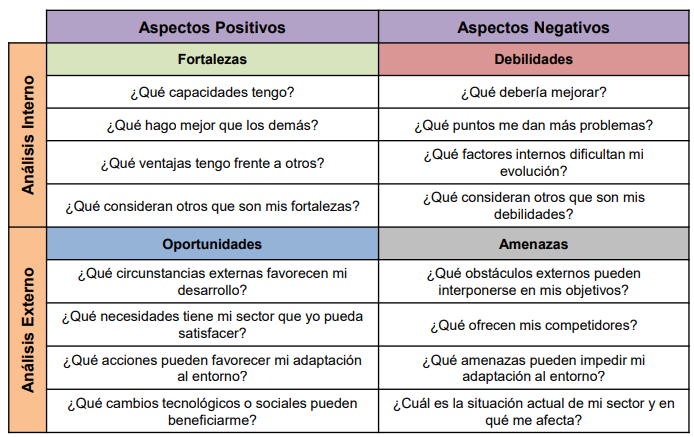 Aspectos Positivos
Aspectos Negativos
Análisis Interno
Fortalezas
Debilidades
¿Qué capacidades tengo?
¿Qué debería mejorar?
¿Qué hago mejor que los demás?
¿Qué puntos me dan más problemas?
¿Qué ventajas tengo frente a otros?
¿Qué factores internos dificultan mi
evolución?
¿Qué consideran otros que son mis fortalezas?
¿Qué consideran otros que son mis
debilidades?
Análisis Externo
Oportunidades
Amenazas
¿Qué circunstancias externas favorecen mi
desarrollo?
¿Qué obstáculos externos pueden
interponerse en mis objetivos?
¿Qué necesidades tiene mi sector que yo pueda
satisfacer?
¿Qué ofrecen mis competidores?
¿Qué acciones pueden favorecer mi adaptación
al entorno?
¿Qué amenazas pueden impedir mi
adaptación al entorno?
¿Qué cambios tecnológicos o sociales pueden
beneficiarme?
¿Cuál es la situación actual de mi sector y en
qué me afecta?